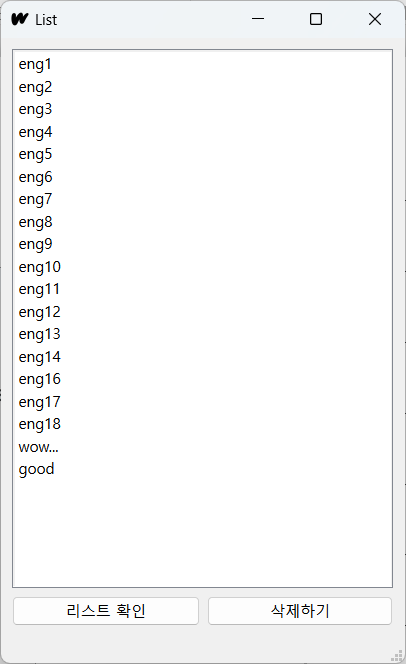 List
eng1
eng2
eng3
eng4
eng5
eng6
eng7
eng8
eng9
eng10
eng11
eng12
eng13
eng14
eng16
eng17
eng18
wow...
good
리스트 확인
삭제하기